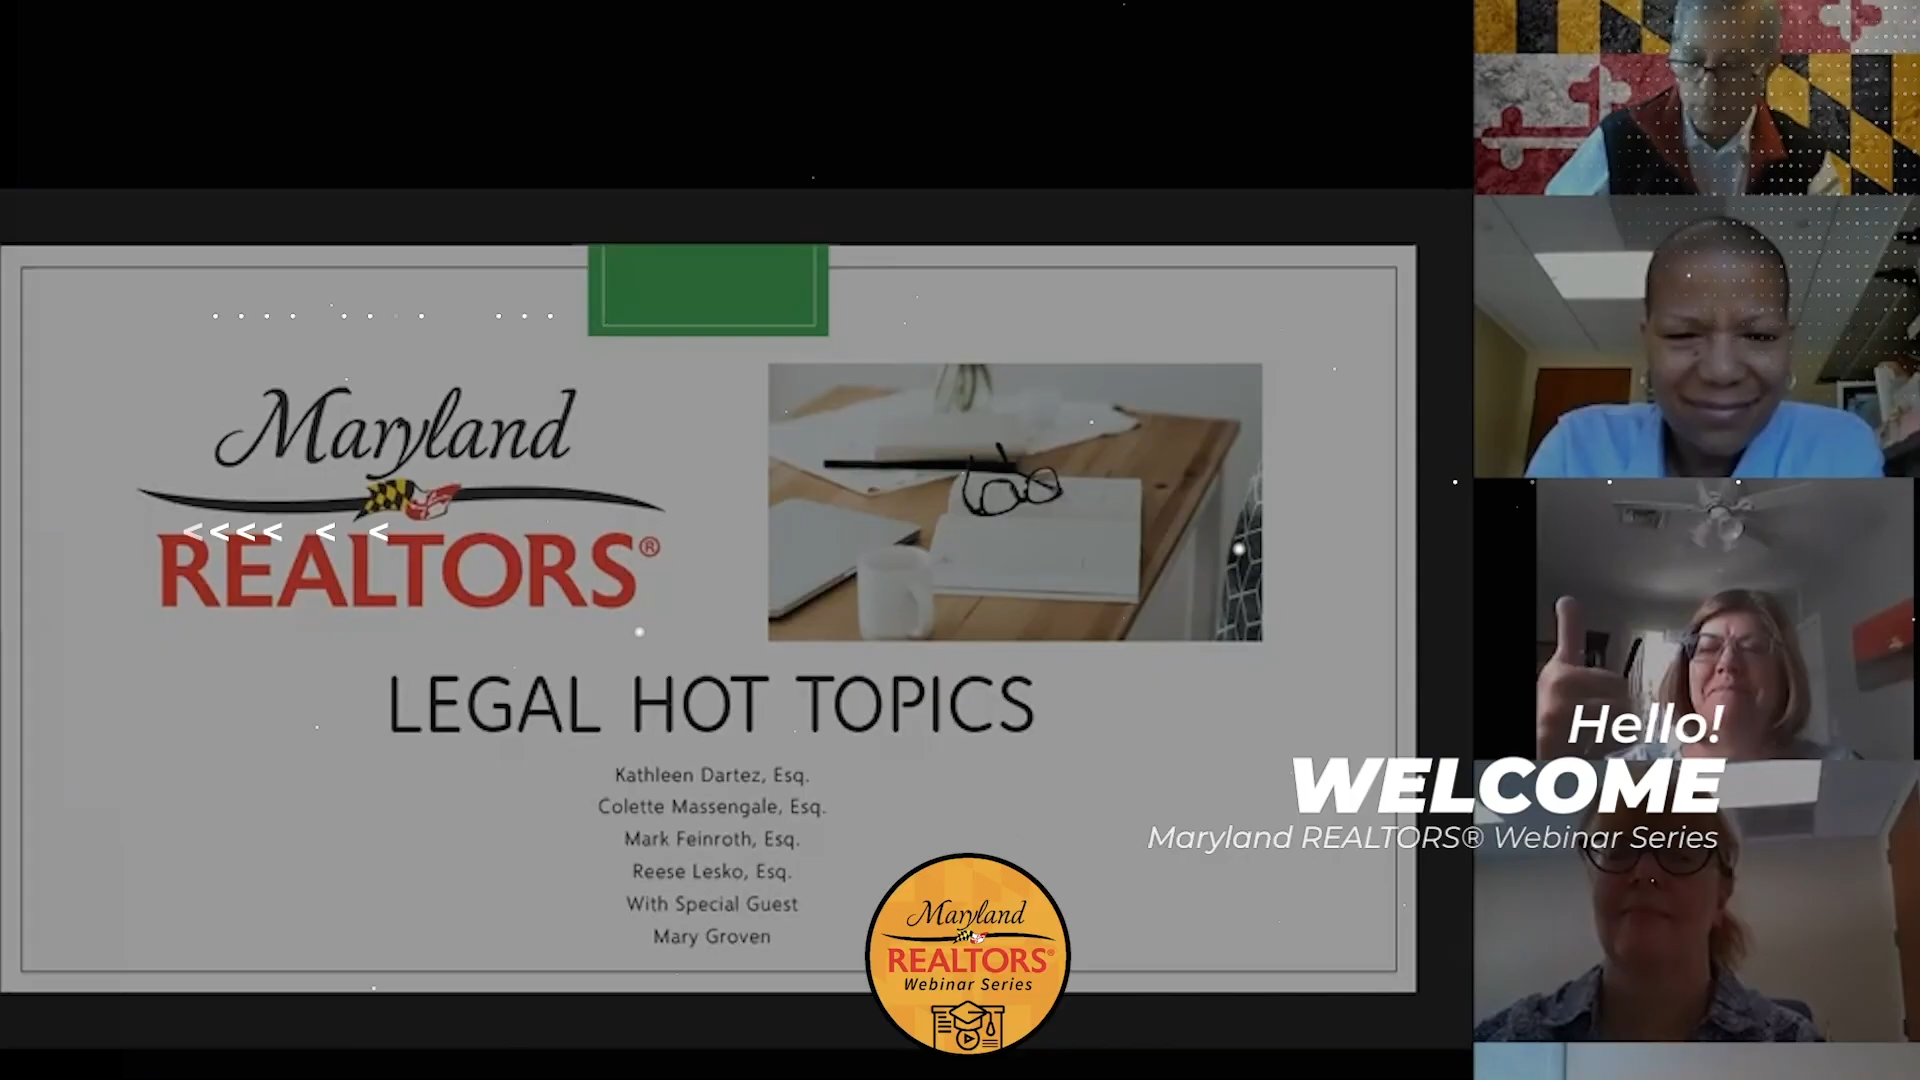 Maryland
REALTORS®
LEGAL HOT TOPICS
Kathleen Dartez, Esq.
Colette Massengale, Esq.
Mark Feinroth, Esq.
Reese Lesko, Esq.
With Special Guest
Mary Groven
Hello!
WELCOME
Maryland REALTORS® Webinar Series
Maryland
REALTORS®
Webinar Series